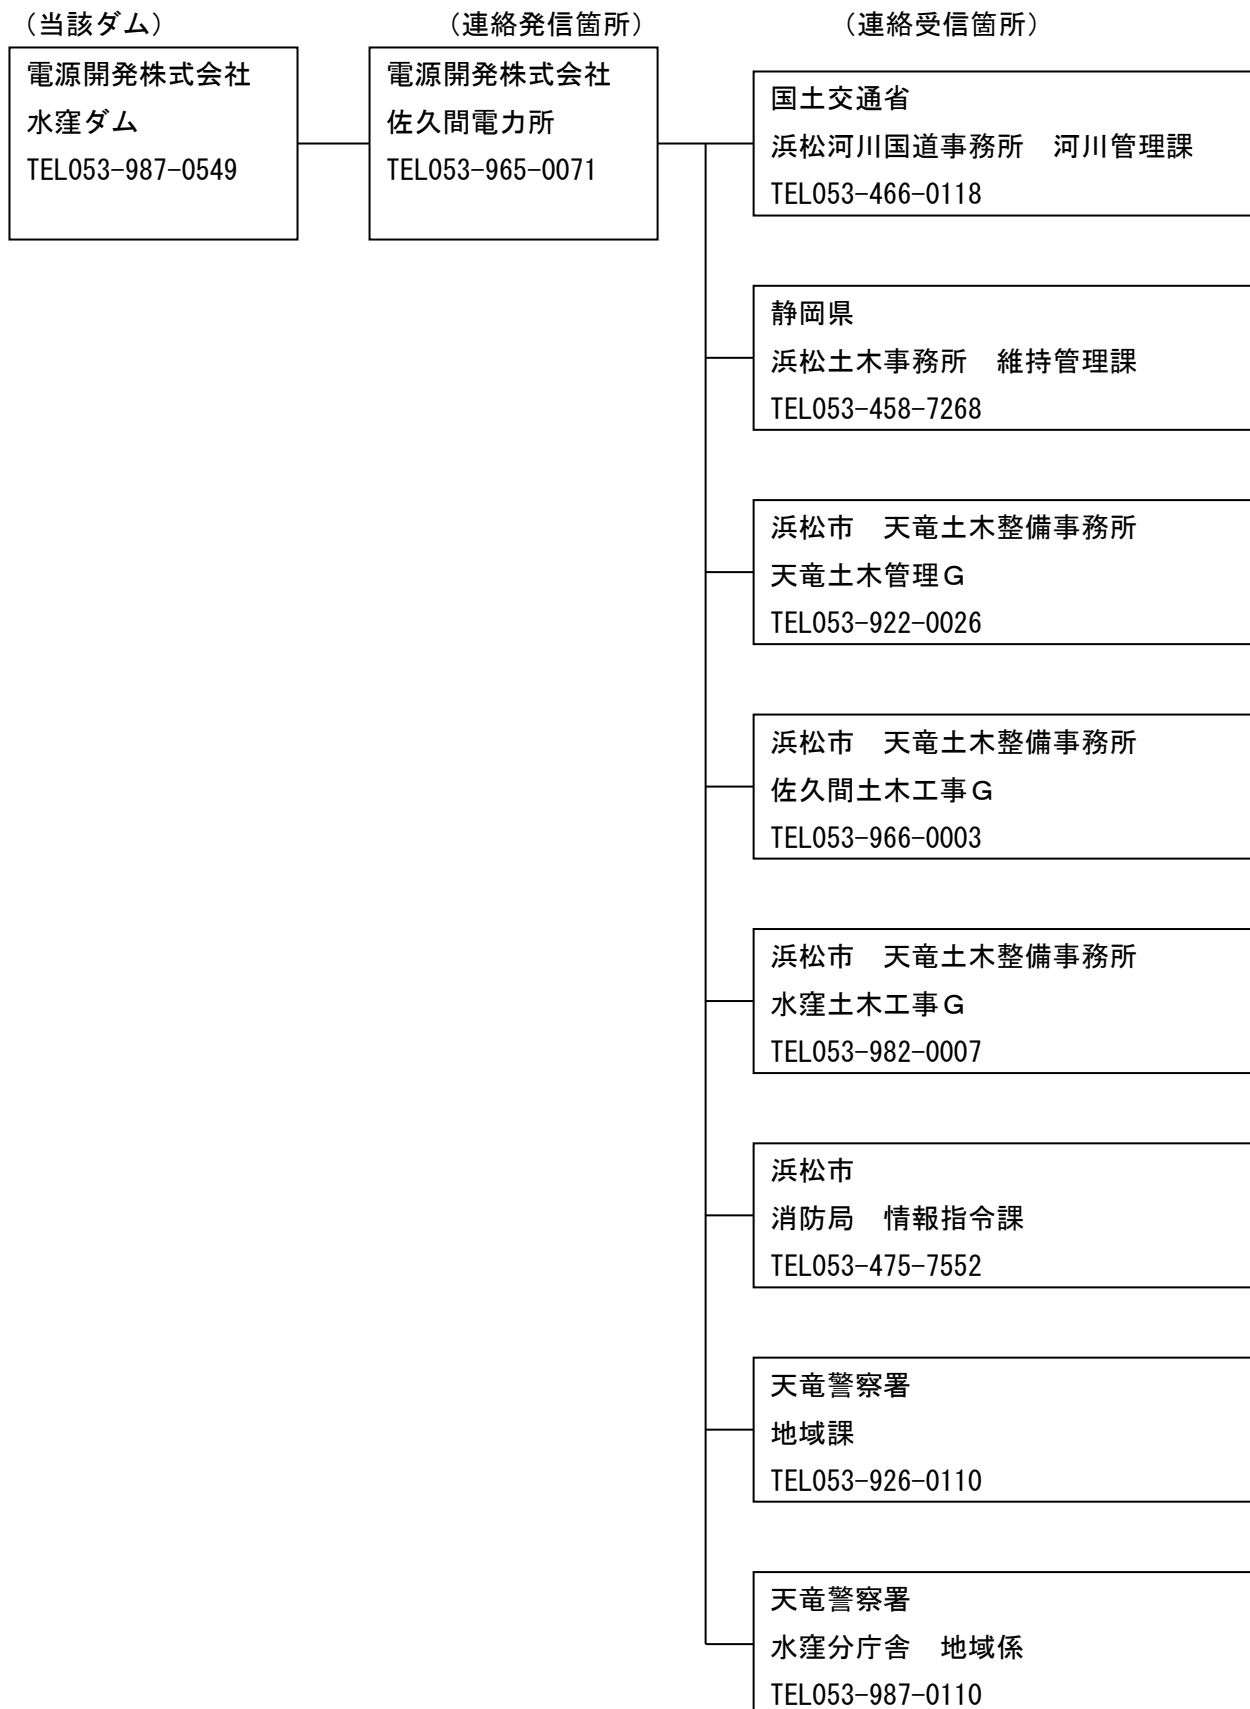 （当該ダム）
（連絡発信箇所）
（連絡受信箇所）
電源開発株式会社
水窪ダム
TEL053-987-0549
電源開発株式会社
佐久間電力所
TEL053-965-0071
国土交通省
浜松河川国道事務所　河川管理課
TEL053-466-0118
静岡県
浜松土木事務所　維持管理課
TEL053-458-7268
浜松市　天竜土木整備事務所
天竜土木管理Ｇ
TEL053-922-0026
浜松市　天竜土木整備事務所
佐久間土木工事Ｇ
TEL053-966-0003
浜松市　天竜土木整備事務所
水窪土木工事Ｇ
TEL053-982-0007
浜松市
消防局　情報指令課
TEL053-475-7552
天竜警察署
地域課
TEL053-926-0110
天竜警察署
水窪分庁舎　地域係
TEL053-987-0110